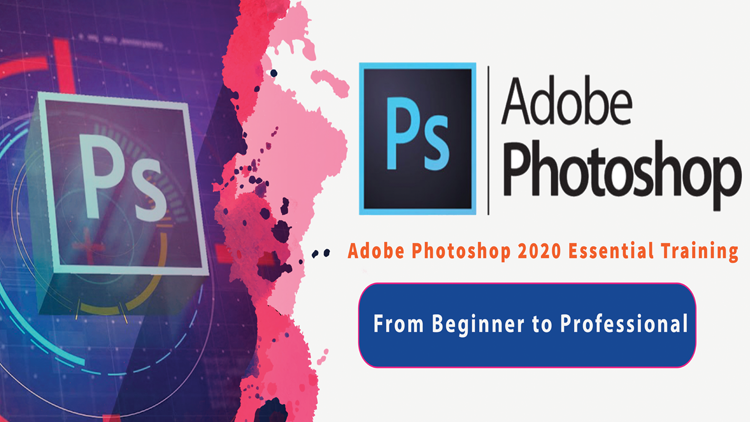 Ps
Ps
Adobe
Photoshop
Adobe Photoshop 2020 Essential Training
From Beginner to Professional